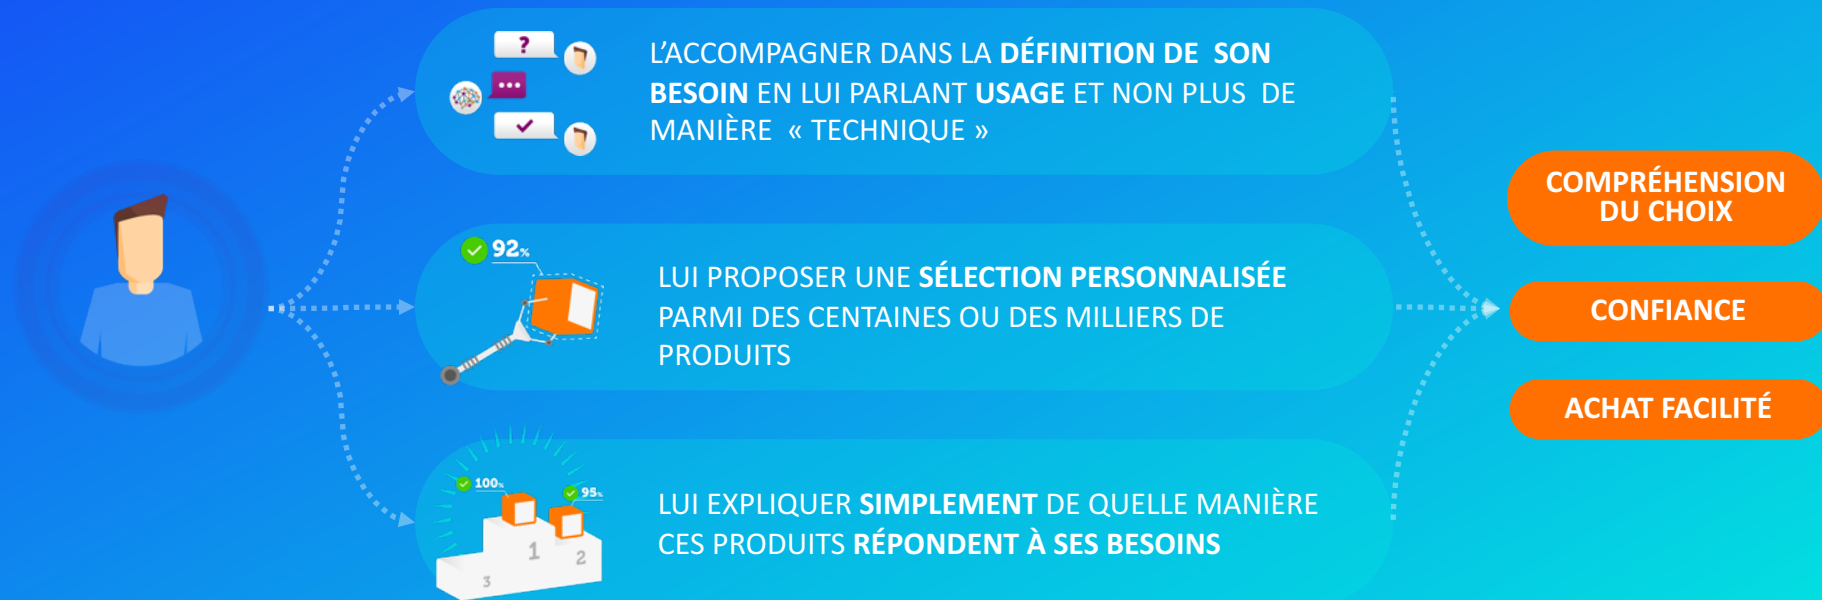 ?
...
L'ACCOMPAGNER DANS LA DÉFINITION DE SON
BESOIN EN LUI PARLANT USAGE ET NON PLUS DE
MANIÈRE « TECHNIQUE »
92%
LUI PROPOSER UNE SÉLECTION PERSONNALISÉE
PARMI DES CENTAINES OU DES MILLIERS DE
PRODUITS
100%
95%
1
2
3
LUI EXPLIQUER SIMPLEMENT DE QUELLE MANIÈRE
CES PRODUITS RÉPONDENT À SES BESOINS
COMPRÉHENSION
DU CHOIX
CONFIANCE
ACHAT FACILITÉ